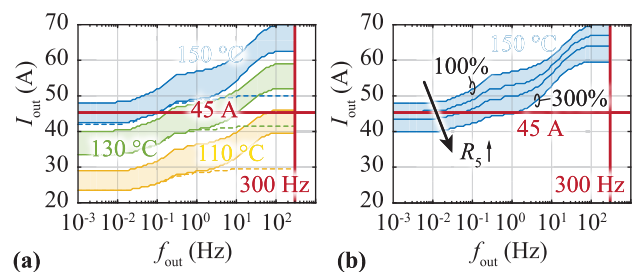 70
60
50
40
30
20
I_out (A)
150 °C
45 A
130 °C
110 °C
300 Hz
10^-3 10^-2 10^-1 10^0 10^1 10^2
f_out (Hz)
(a)
70
60
50
40
30
20
I_out (A)
150 °C
100%
300%
45 A
R_5 ↑
300 Hz
10^-3 10^-2 10^-1 10^0 10^1 10^2
f_out (Hz)
(b)